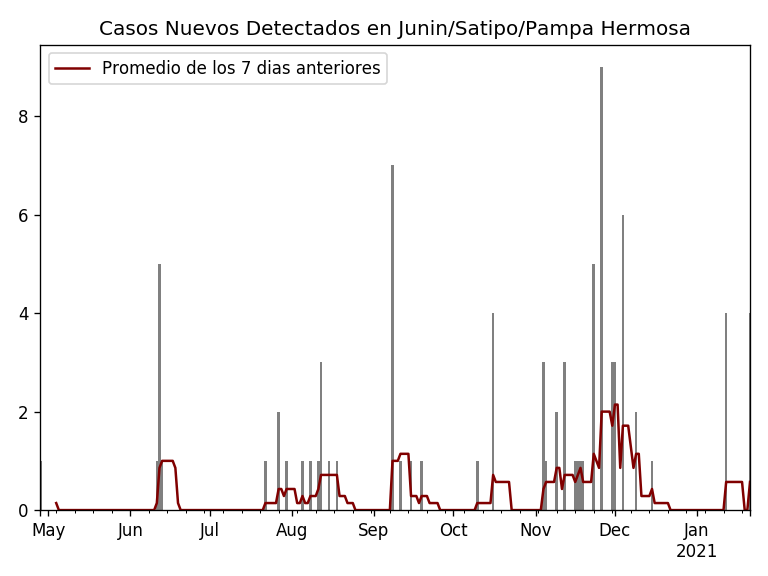 Casos Nuevos Detectados en Junin/Satipo/Pampa Hermosa
Promedio de los 7 dias anteriores
8
6
4
2
0
May Jun Jul Aug Sep Oct Nov Dec Jan
2021